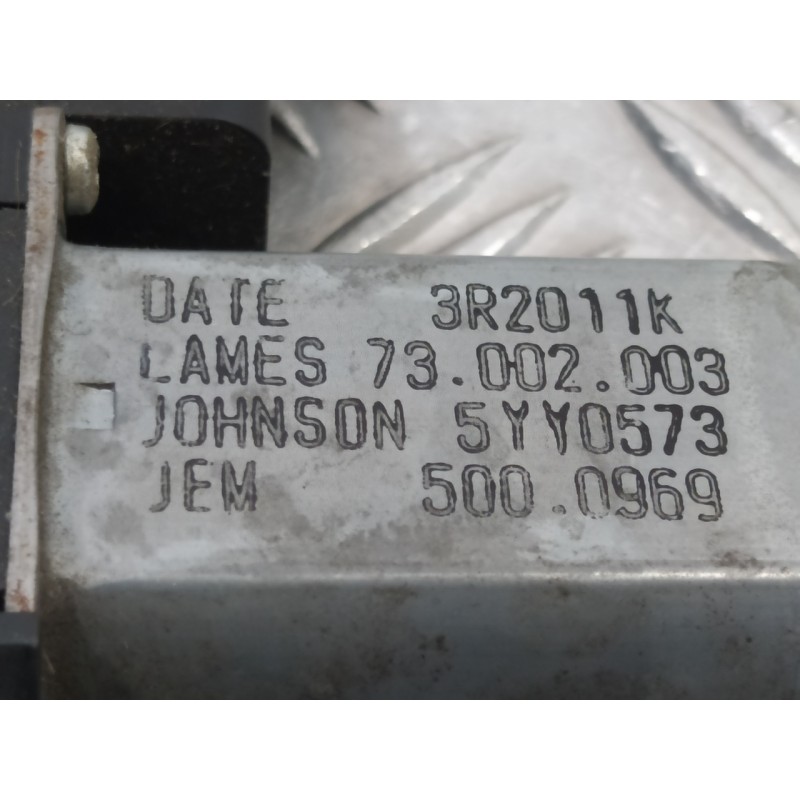 DATE 3R2011K
LAMES 73.002.003
JOHNSON 5YY0573
JEM 500.0969